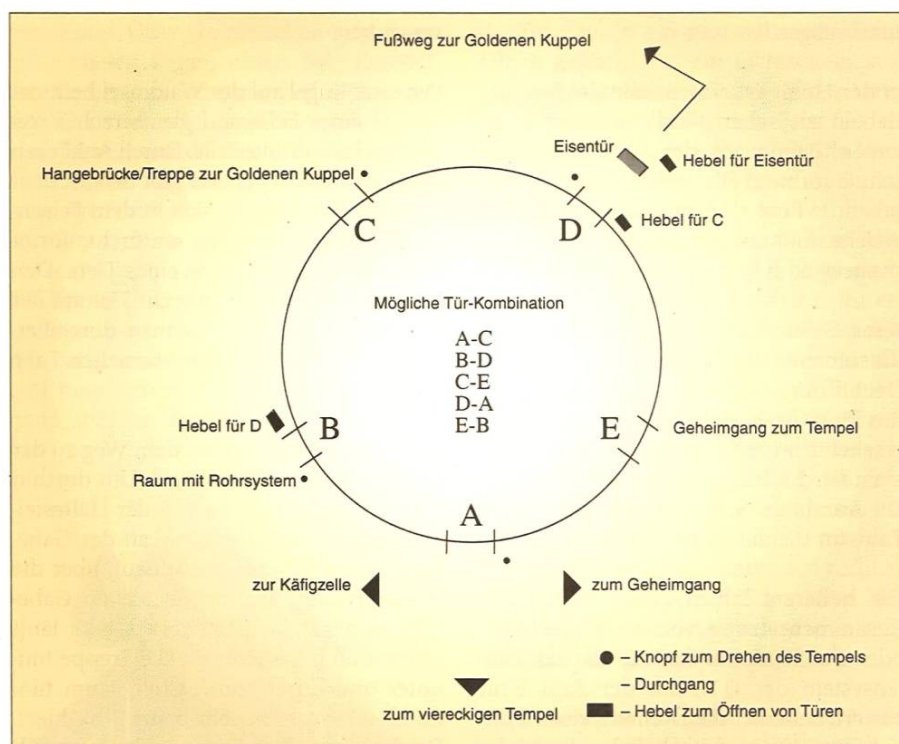 Fußweg zur Goldenen Kuppel
Eisentür
Hebel für Eisentür
Hangebrücke/Treppe zur Goldenen Kuppel
C
D
Hebel für C
Mögliche Tür-Kombination
A-C
B-D
C-E
D-A
E-B
Hebel für D
B
E
Geheimgang zum Tempel
Raum mit Rohrsystem
A
zur Käfigzelle
zum Geheimgang
– Knopf zum Drehen des Tempels
– Durchgang
zum viereckigen Tempel
– Hebel zum Öffnen von Türen